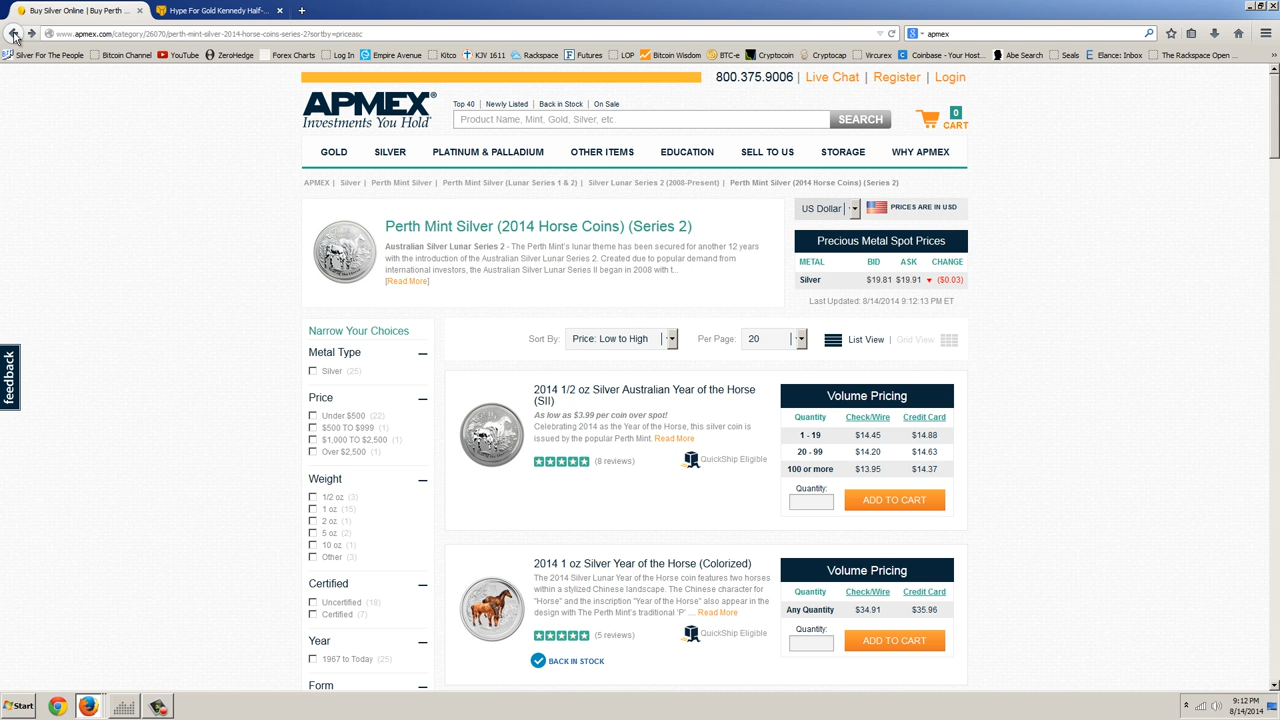 Buy Silver Online | Buy Perth ...
Hype For Gold Kennedy Half-...
www.apmex.com/category/26070/perth-mint-silver-2014-horse-coins-series-2?sortby=priceasc
apmex
Silver For The People
Bitcoin Channel
Forex Charts
Log In
Empire Avenue
Kitco
KJV 1611
Rackspace
Futures
LOP
Bitcoin Wisdom
BTC-e
Cryptocoin
Cryptocap
Coinbase - Your Host...
Abe Search
Seals
Elance: Inbox
The Rackspace Open ...
YouTube
ZeroHedge
WcurezX
800.375.9006 | Live Chat | Register | Login
APMEX®
Investments You Hold®
Top 40 | Newly Listed | Back in Stock | On Sale
Product Name, Mint, Gold, Silver, etc.
SEARCH
0
CART
GOLD SILVER PLATINUM & PALLADIUM OTHER ITEMS EDUCATION SELL TO US STORAGE WHY APMEX
APMEX | Silver | Perth Mint Silver | Perth Mint Silver (Lunar Series 1 & 2) | Silver Lunar Series 2 (2008-Present) | Perth Mint Silver (2014 Horse Coins) (Series 2)
Perth Mint Silver (2014 Horse Coins) (Series 2)
Australian Silver Lunar Series 2 - The Perth Mint's lunar theme has been secured for another 12 years
with the introduction of the Australian Silver Lunar Series 2. Created due to popular demand from
international investors, the Australian Silver Lunar Series II began in 2008 with t...
[Read More]
US Dollar
PRICES ARE IN USD
Precious Metal Spot Prices
METAL BID ASK CHANGE
Silver $19.81 $19.91 ($0.03)
Last Updated: 8/14/2014 9:12:13 PM ET
feedback
Narrow Your Choices
Metal Type
Silver (25)
Price
Under $500 (22)
$500 TO $999 (1)
$1,000 TO $2,500 (1)
Over $2,500 (1)
Weight
1/2 oz (3)
1 oz (15)
2 oz (1)
5 oz (2)
10 oz (1)
Other (3)
Certified
Uncertified (18)
Certified (7)
Year
1967 to Today (25)
Form
Sort By: Price: Low to High
Per Page: 20
List View | Grid View
2014 1/2 oz Silver Australian Year of the Horse
(SII)
As low as $3.99 per coin over spot!
Celebrating 2014 as the Year of the Horse, this silver coin is
issued by the popular Perth Mint. Read More
(8 reviews)
QuickShip Eligible
Volume Pricing
Quantity Check/Wire Credit Card
1 - 19 $14.45 $14.88
20 - 99 $14.20 $14.63
100 or more $13.95 $14.37
Quantity:
ADD TO CART
2014 1 oz Silver Year of the Horse (Colorized)
The 2014 Silver Lunar Year of the Horse coin features two horses
within a stylized Chinese landscape. The Chinese character for
"Horse" and the inscription "Year of the Horse" also appear in the
design with The Perth Mint's traditional 'P' .... Read More
(5 reviews)
QuickShip Eligible
BACK IN STOCK
Volume Pricing
Quantity Check/Wire Credit Card
Any Quantity $34.91 $35.96
Quantity:
ADD TO CART
Start
9:12 PM
8/14/2014